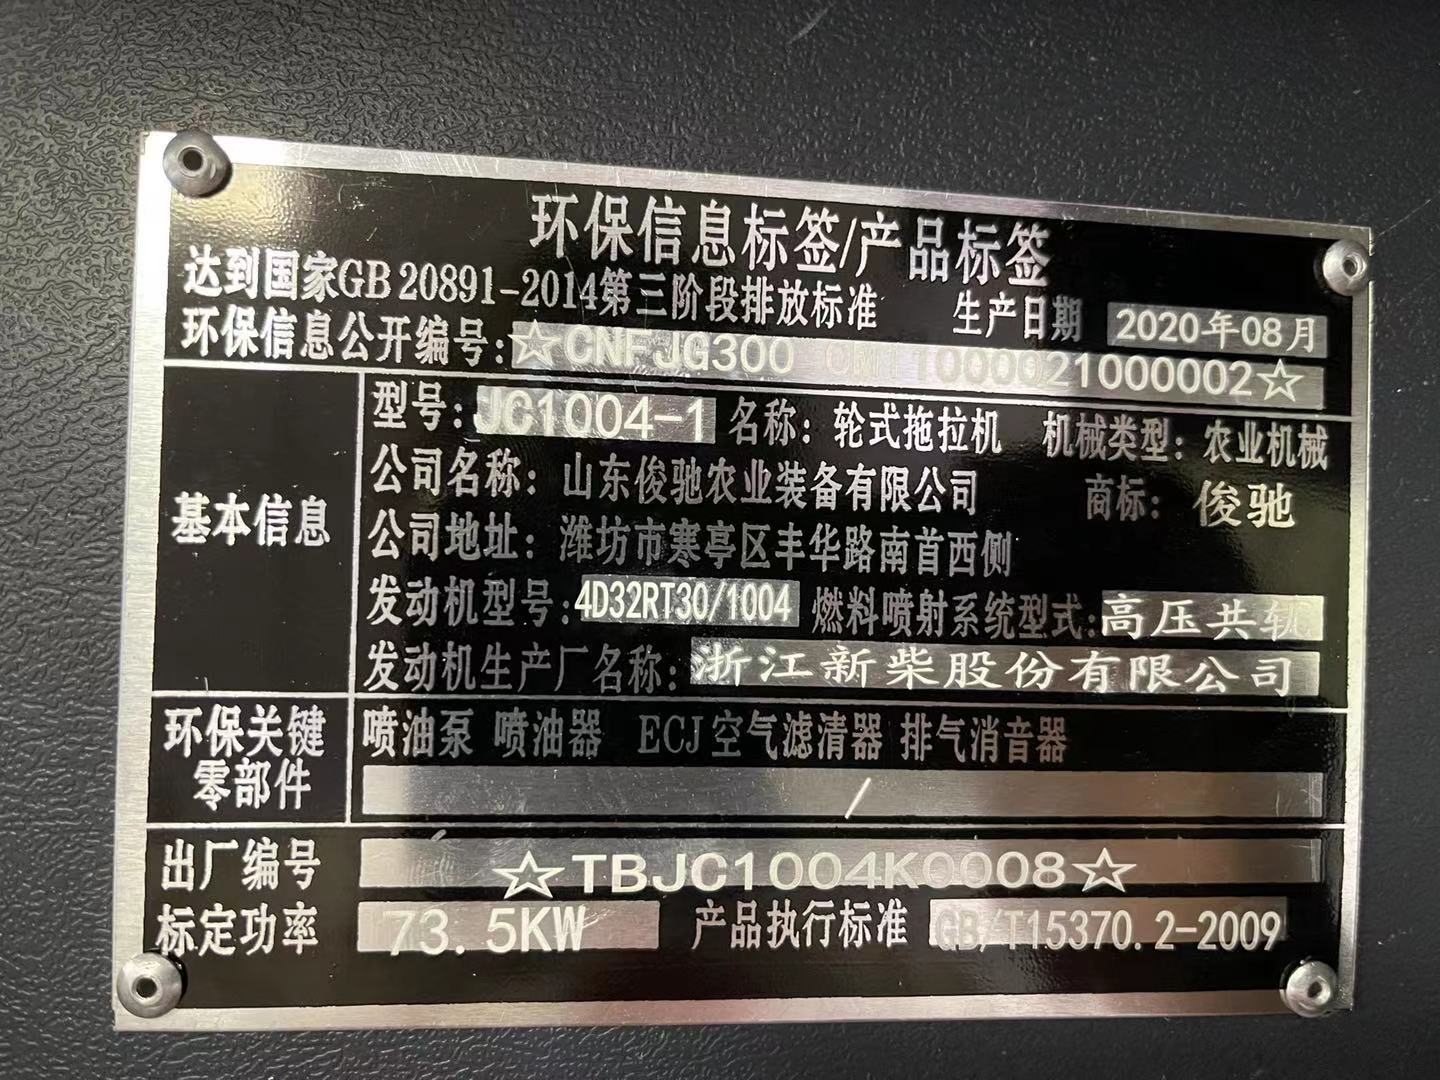 环保信息标签/产品标签
达到国家GB 20891-2014第三阶段排放标准 生产日期 2020年08月
环保信息公开编号:☆CNFJG300 0000021000002☆
基本信息
型号:JC1004-1 名称:轮式拖拉机 机械类型:农业机械
公司名称:山东俊驰农业装备有限公司 商标:俊驰
公司地址:潍坊市寒亭区丰华路南首西侧
发动机型号:4D32RT30/1004 燃料喷射系统型式:高压共轨
发动机生产厂名称:浙江新柴股份有限公司
环保关键
零部件
喷油泵 喷油器 ECJ 空气滤清器 排气消音器
/
出厂编号 ☆TBJC1004K0008☆
标定功率 73.5KW 产品执行标准 GB/T15370.2-2009